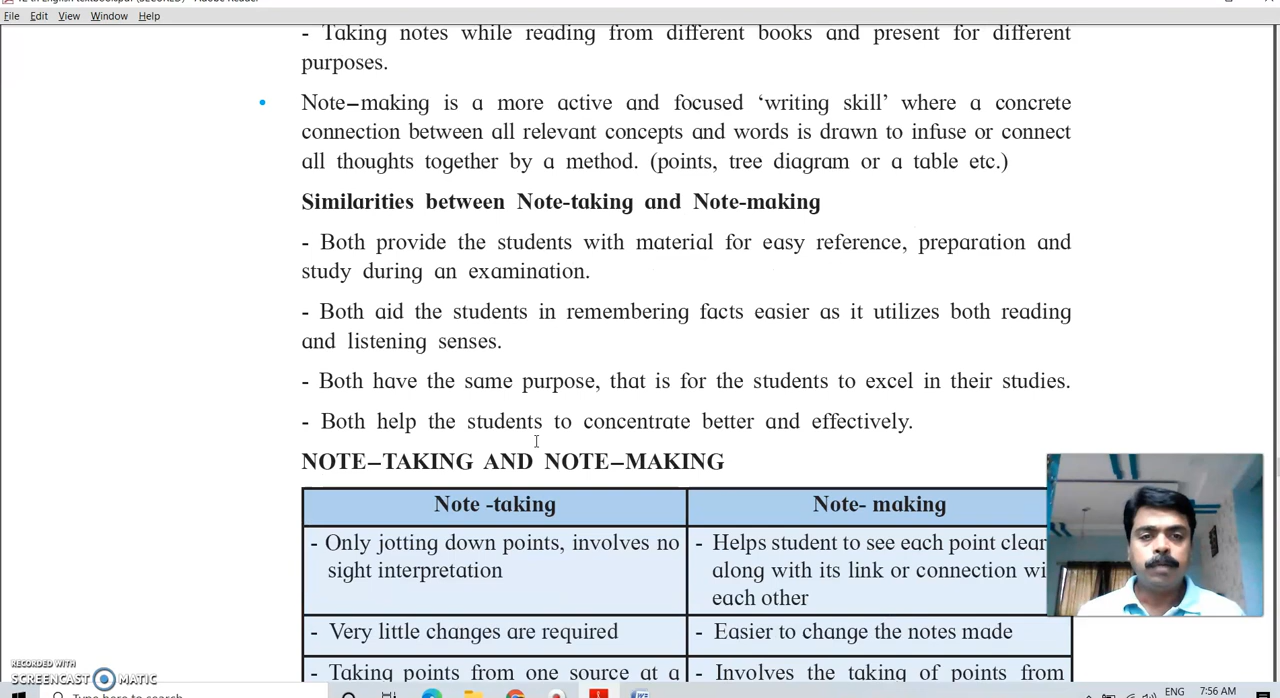 File Edit View Window Help
- Taking notes while reading from different books and present for different
purposes.
• Note–making is a more active and focused ‘writing skill’ where a concrete
connection between all relevant concepts and words is drawn to infuse or connect
all thoughts together by a method. (points, tree diagram or a table etc.)
Similarities between Note-taking and Note-making
- Both provide the students with material for easy reference, preparation and
study during an examination.
- Both aid the students in remembering facts easier as it utilizes both reading
and listening senses.
- Both have the same purpose, that is for the students to excel in their studies.
- Both help the students to concentrate better and effectively.
NOTE–TAKING AND NOTE–MAKING
Note -taking
Note- making
- Only jotting down points, involves no
sight interpretation
- Helps student to see each point clear
along with its link or connection wi
each other
- Very little changes are required
- Easier to change the notes made
- Taking points from one source at a
- Involves the taking of points from
RECORDED WITH
SCREENCAST MATIC
Type here to search
ENG
7:56 AM